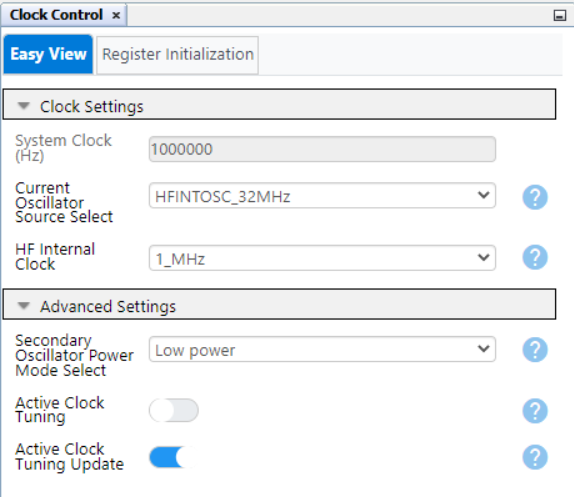 Clock Control ×
Easy View
Register Initialization
Clock Settings
System Clock
(Hz)
1000000
Current
Oscillator
Source Select
HFINTOSC_32MHz
?
HF Internal
Clock
1_MHz
?
Advanced Settings
Secondary
Oscillator Power
Mode Select
Low power
?
Active Clock
Tuning
?
Active Clock
Tuning Update
?